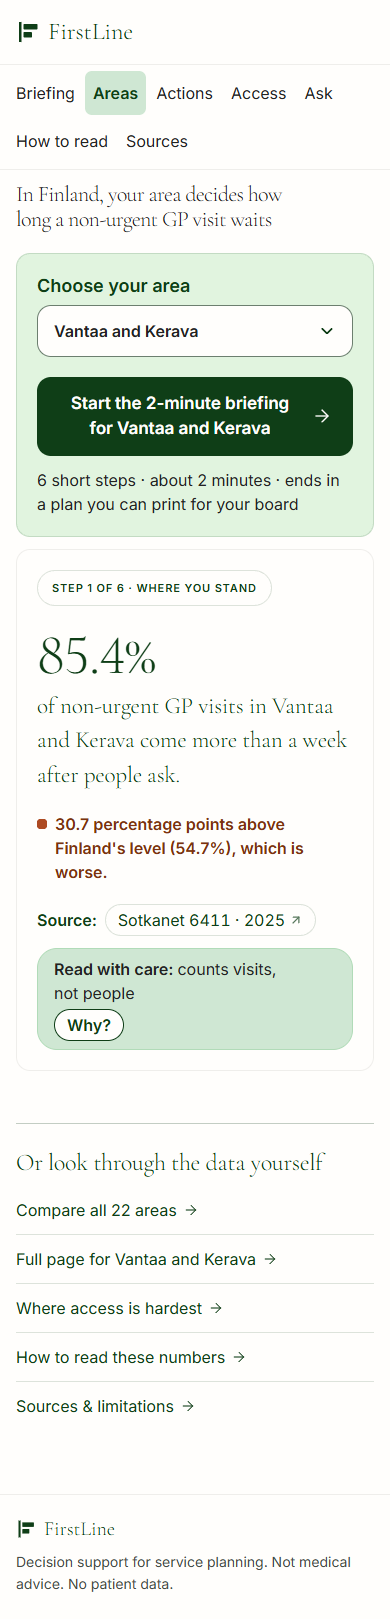 FirstLine
Briefing Areas Actions Access Ask
How to read Sources
In Finland, your area decides how
long a non-urgent GP visit waits
Choose your area
Vantaa and Kerava
Start the 2-minute briefing
for Vantaa and Kerava →
6 short steps · about 2 minutes · ends in
a plan you can print for your board
STEP 1 OF 6 · WHERE YOU STAND
85.4%
of non-urgent GP visits in Vantaa
and Kerava come more than a week
after people ask.
30.7 percentage points above
Finland's level (54.7%), which is
worse.
Source: Sotkanet 6411 · 2025 ↗
Read with care: counts visits,
not people
Why?
Or look through the data yourself
Compare all 22 areas →
Full page for Vantaa and Kerava →
Where access is hardest →
How to read these numbers →
Sources & limitations →
FirstLine
Decision support for service planning. Not medical
advice. No patient data.